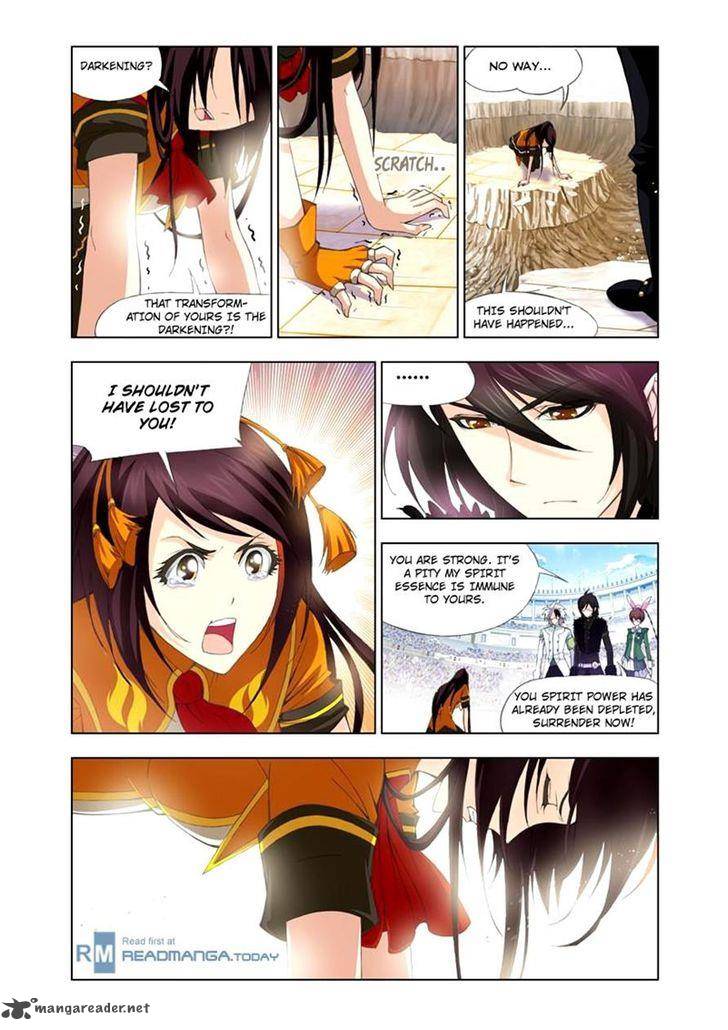 DARKENING?
THAT TRANSFORM-
ATION OF YOURS IS THE
DARKENING?!
SCRATCH..
NO WAY...
THIS SHOULDN'T
HAVE HAPPENED...
I SHOULDN'T
HAVE LOST TO
YOU!
......
YOU ARE STRONG. IT'S
A PITY MY SPIRIT
ESSENCE IS IMMUNE
TO YOURS.
YOU SPIRIT POWER HAS
ALREADY BEEN DEPLETED,
SURRENDER NOW!
RM
Read first at
READMANGA.TODAY
mangareader.net